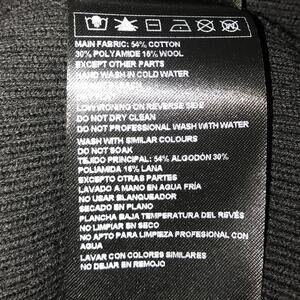 MAIN FABRIC: 54% COTTON
30% POLYAMIDE 16% WOOL
EXCEPT OTHER PARTS
HAND WASH IN COLD WATER
LOW IRONING ON REVERSE SIDE
DO NOT DRY CLEAN
DO NOT PROFESSIONAL WASH WITH WATER
WASH WITH SIMILAR COLOURS
DO NOT SOAK
TEJIDO PRINCIPAL: 54% ALGODÓN 30%
POLIAMIDA 16% LANA
EXCEPTO OTRAS PARTES
LAVADO A MANO EN AGUA FRÍA
NO USAR BLANQUEADOR
SECADO EN PLANO
PLANCHA BAJA TEMPERATURA DEL REVÉS
NO LIMPIAR EN SECO
NO APTO PARA LIMPIEZA PROFESIONAL CON
AGUA
LAVAR CON COLORES SIMILARES
NO DEJAR EN REMOJO